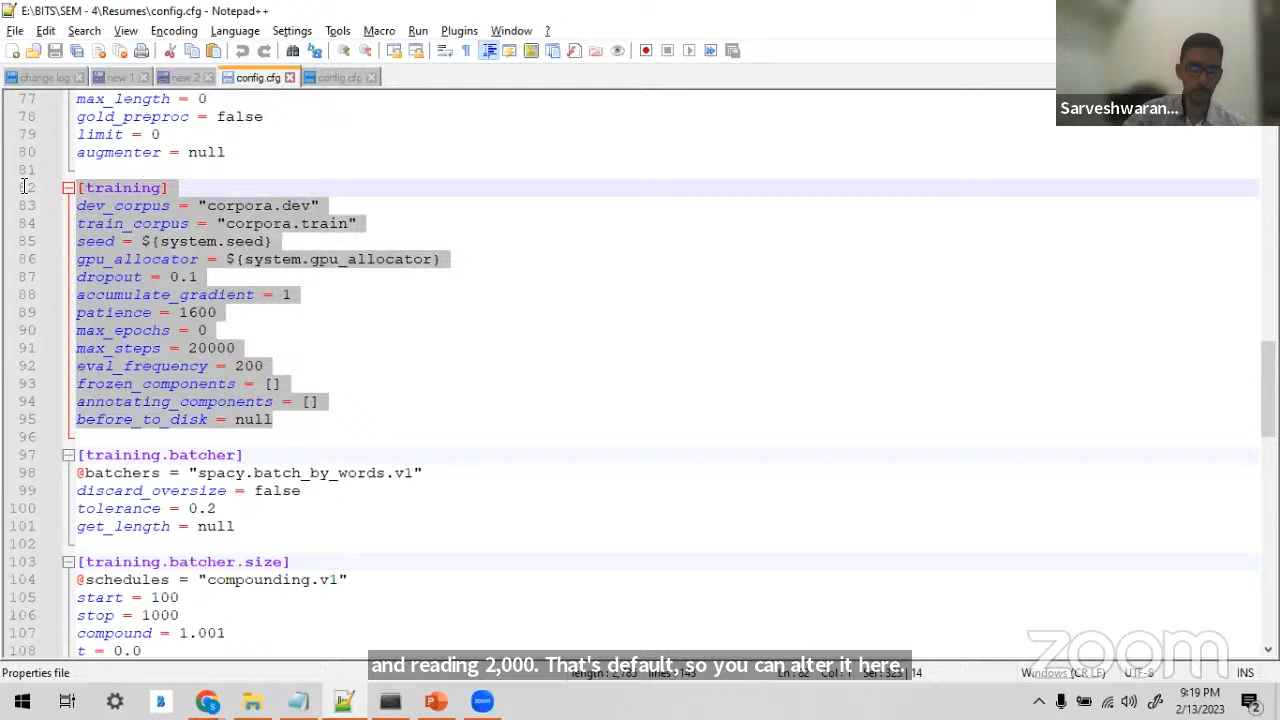 E:\BITS\SEM - 4\Resumes\config.cfg - Notepad++
File Edit Search View Encoding Language Settings Tools Macro Run Plugins Window ?
change log new 1 new 2 config.cfg config.cfg
Sarveshwaran...
77 max_length = 0
78 gold_preproc = false
79 limit = 0
80 augmenter = null
81
82 [training]
83 dev_corpus = "corpora.dev"
84 train_corpus = "corpora.train"
85 seed = ${system.seed}
86 gpu_allocator = ${system.gpu_allocator}
87 dropout = 0.1
88 accumulate_gradient = 1
89 patience = 1600
90 max_epochs = 0
91 max_steps = 20000
92 eval_frequency = 200
93 frozen_components = []
94 annotating_components = []
95 before_to_disk = null
96
97 [training.batcher]
98 @batchers = "spacy.batch_by_words.v1"
99 discard_oversize = false
100 tolerance = 0.2
101 get_length = null
102
103 [training.batcher.size]
104 @schedules = "compounding.v1"
105 start = 100
106 stop = 1000
107 compound = 1.001
108 t = 0.0
zoom
and reading 2,000. That's default, so you can alter it here.
Properties file Windows (CR LF) UTF-8 INS
9:19 PM
2/13/2023